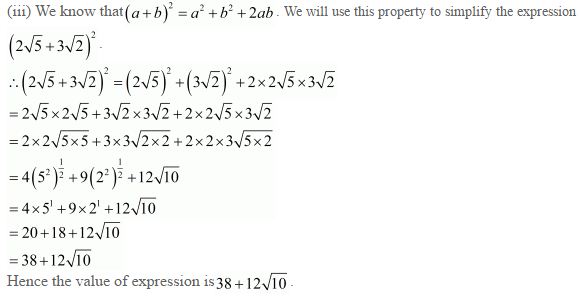 (iii) We know that (a+b)² = a² + b² + 2ab . We will use this property to simplify the expression
(2√5 + 3√2)² .
∴ (2√5 + 3√2)² = (2√5)² + (3√2)² + 2×2√5×3√2
= 2√5×2√5 + 3√2×3√2 + 2×2√5×3√2
= 2×2√(5×5) + 3×3√(2×2) + 2×2×3√(5×2)
= 4(5²)^(1/2) + 9(2²)^(1/2) + 12√10
= 4×5¹ + 9×2¹ + 12√10
= 20+18+12√10
= 38+12√10
Hence the value of expression is 38+12√10 .